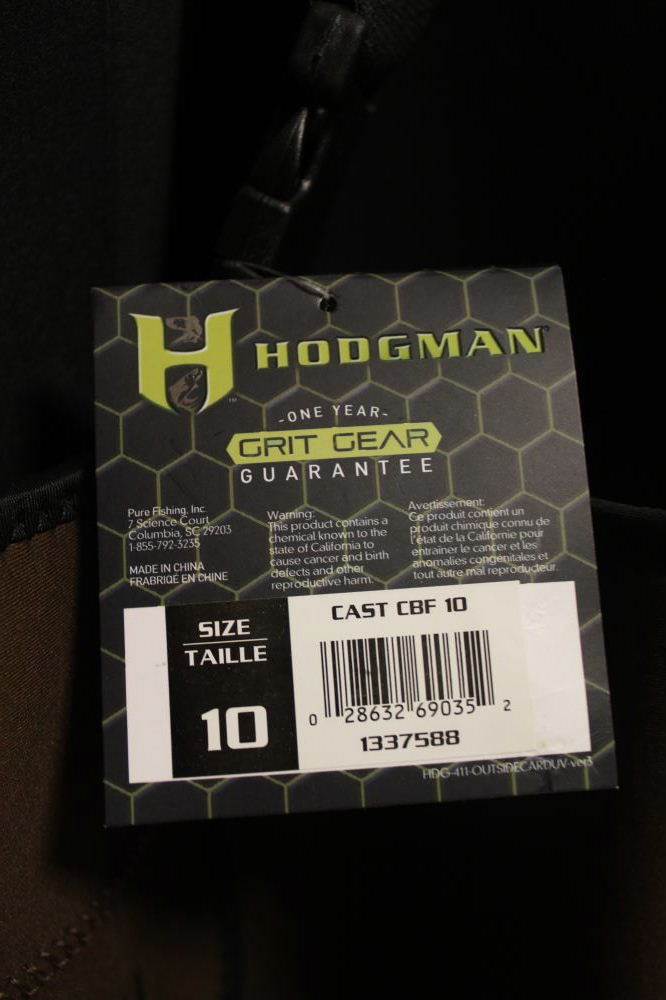 H HODGMAN®
™
-ONE YEAR-
GRIT GEAR
GUARANTEE
Pure Fishing, Inc.
7 Science Court
Columbia, SC 29203
1-855-792-3235
MADE IN CHINA
FRABRIQÉ EN CHINE
Warning:
This product contains a
chemical known to the
state of California to
cause cancer and birth
defects and other
reproductive harm.
Avertissement:
Ce produit contient un
produit chimique connu de
l'état de la Californie pour
entraîner le cancer et les
anomalies congénitales et
tout autre mal reproducteur.
SIZE
TAILLE
10
CAST CBF 10
0 28632 69035 2
1337588
HDG-411-OUTSIDECARDUV-ver3